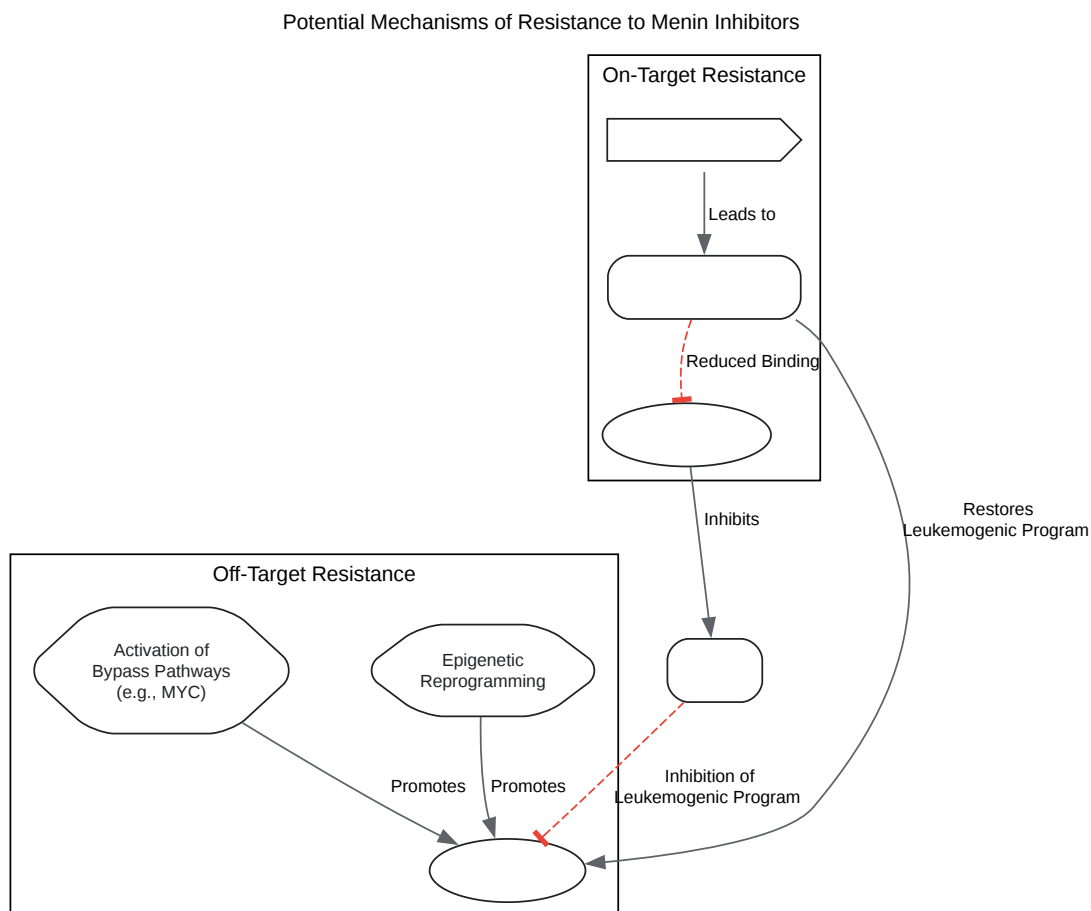 Potential Mechanisms of Resistance to Menin Inhibitors
On-Target Resistance
Leads to
Reduced Binding
Inhibits
Restores
Leukemogenic Program
Off-Target Resistance
Activation of
Bypass Pathways
(e.g., MYC)
Epigenetic
Reprogramming
Promotes
Promotes
Inhibition of
Leukemogenic Program